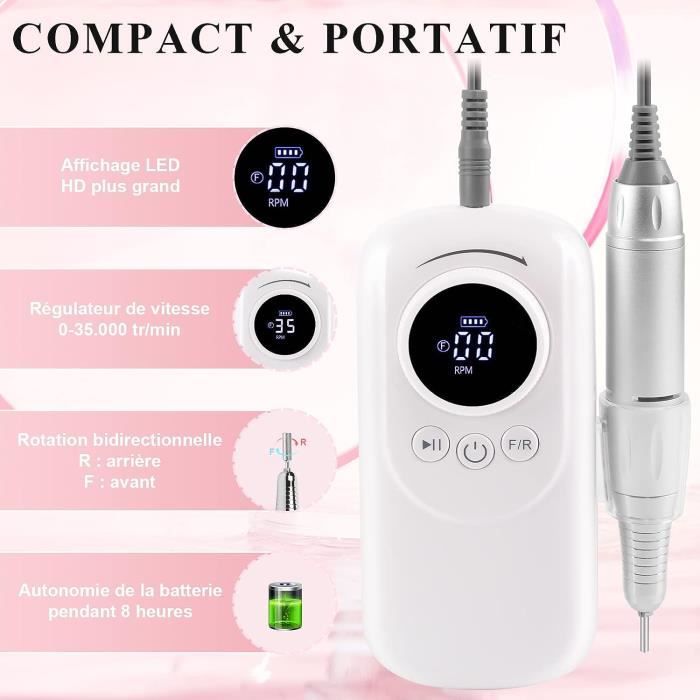 COMPACT & PORTATIF
Affichage LED
HD plus grand
F 00
RPM
Régulateur de vitesse
0-35.000 tr/min
F 35
RPM
Rotation bidirectionnelle
R : arrière
F : avant
F R
Autonomie de la batterie
pendant 8 heures
F 00
RPM
F/R